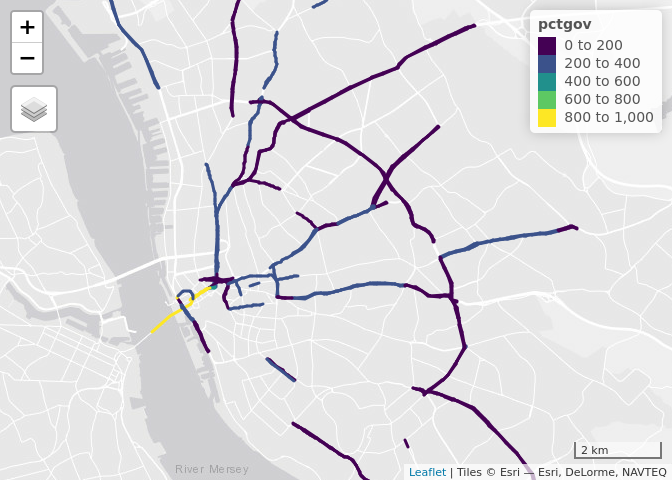 +
−
pctgov
0 to 200
200 to 400
400 to 600
600 to 800
800 to 1,000
2 km
River Mersey
Leaflet | Tiles © Esri — Esri, DeLorme, NAVTEQ